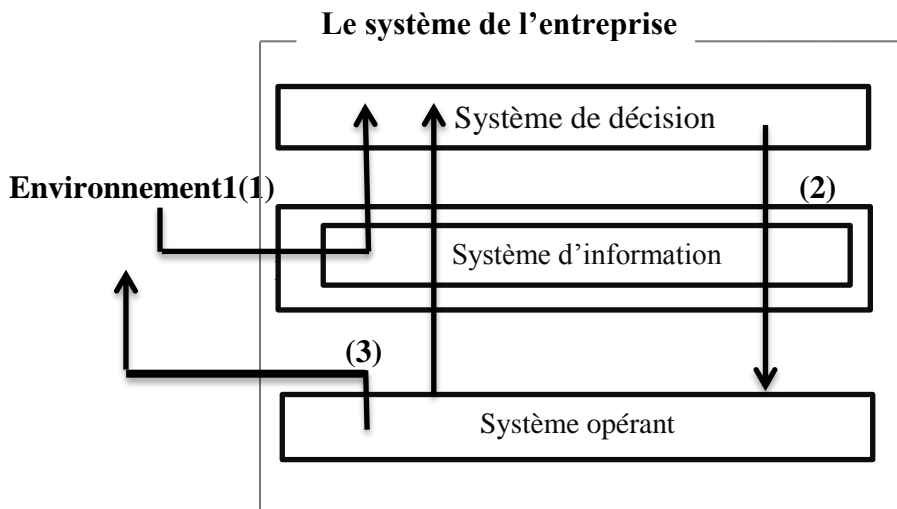 Le système de l’entreprise
Système de décision
Environnement1(1)
(2)
Système d’information
(3)
Système opérant